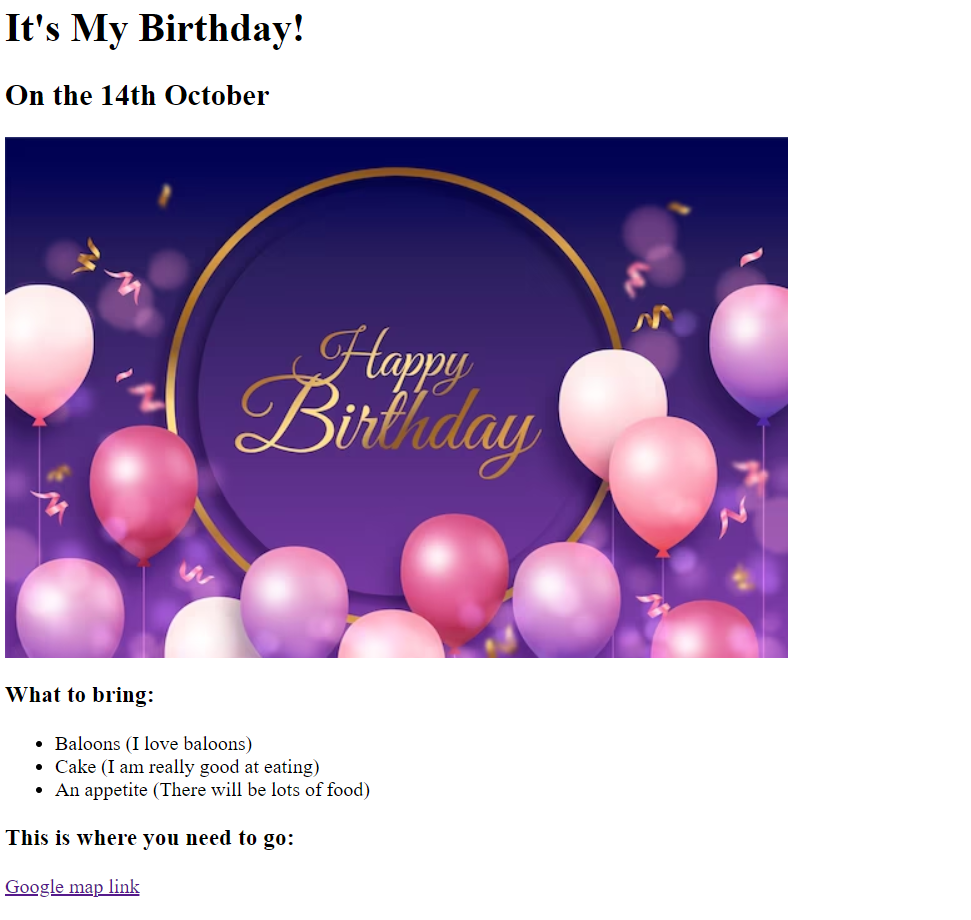 It's My Birthday!
On the 14th October
Happy
Birthday
What to bring:
Baloons (I love baloons)
Cake (I am really good at eating)
An appetite (There will be lots of food)
This is where you need to go:
Google map link